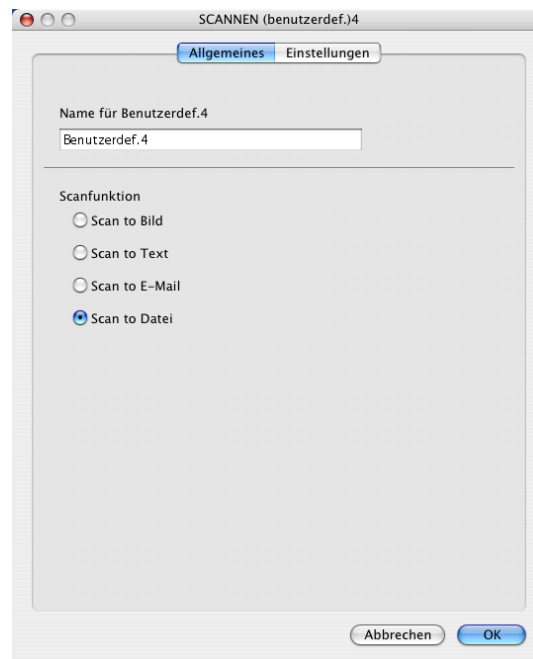 SCANNEN (benutzerdef.)4
Allgemeines Einstellungen
Name für Benutzerdef.4
Benutzerdef.4
Scanfunktion
Scan to Bild
Scan to Text
Scan to E-Mail
Scan to Datei
Abbrechen OK